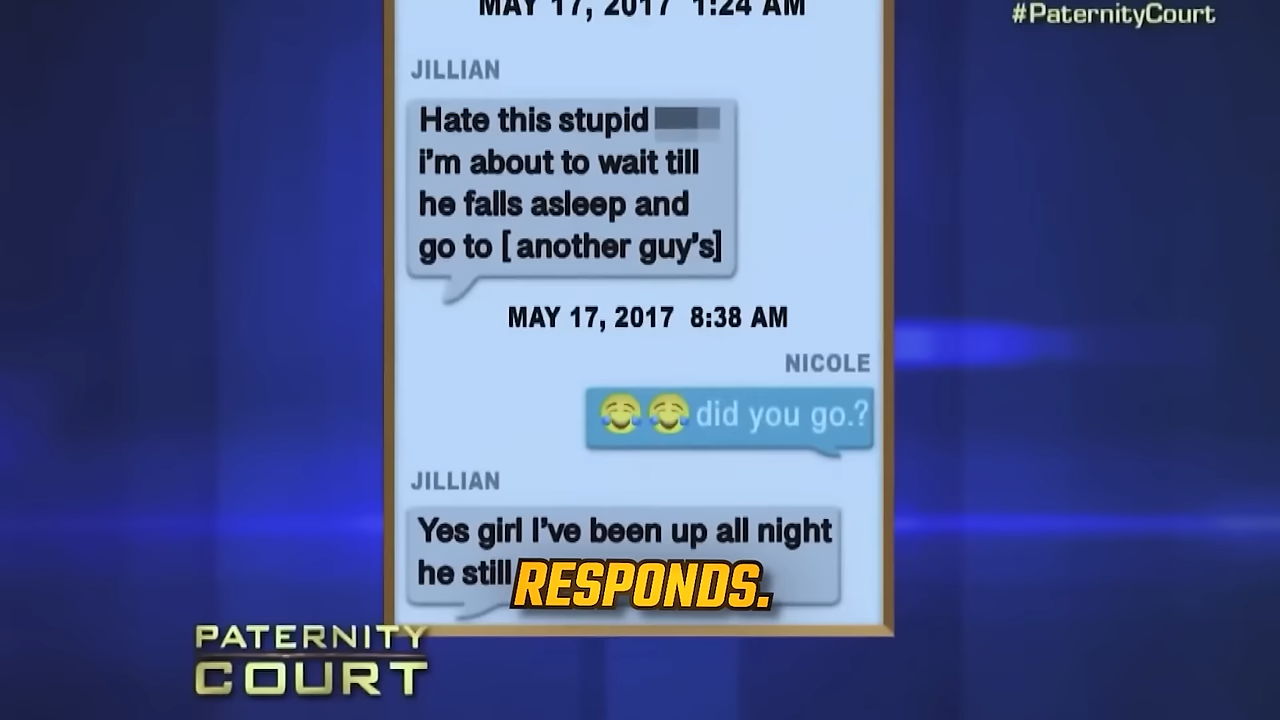 MAY 17, 2017 1:24 AM
#PaternityCourt
JILLIAN
Hate this stupid
i'm about to wait till
he falls asleep and
go to [another guy's]
MAY 17, 2017 8:38 AM
NICOLE
😂😂 did you go.?
JILLIAN
Yes girl I've been up all night
he still
RESPONDS.
PATERNITY
COURT